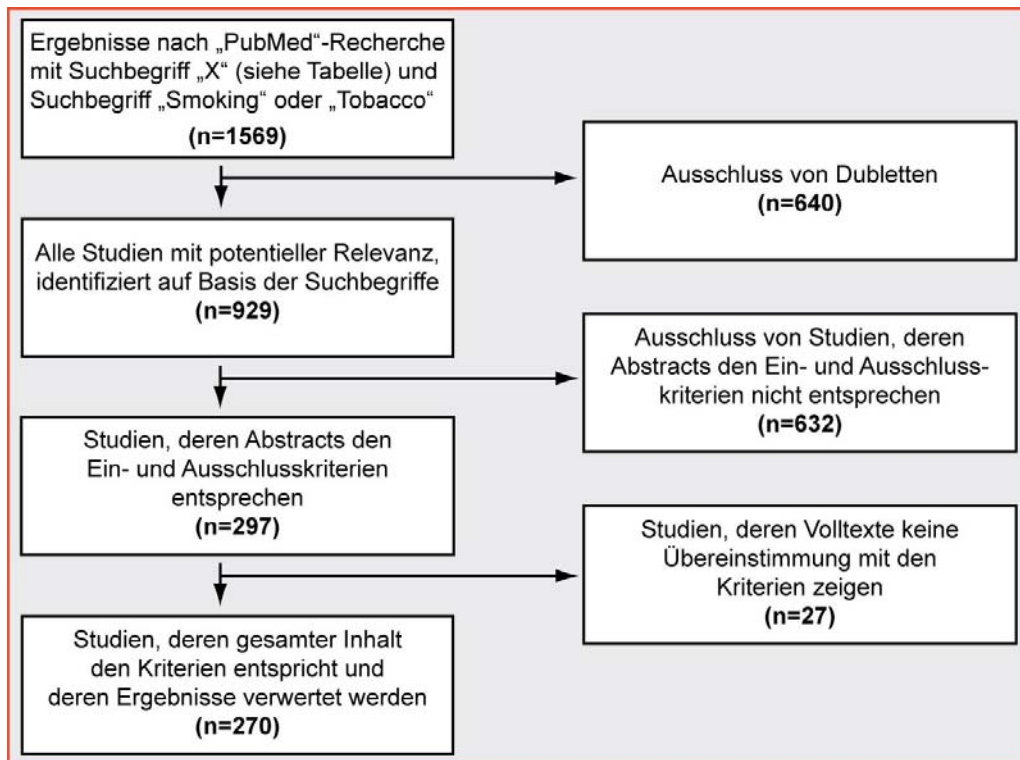 Ergebnisse nach „PubMed“-Recherche
mit Suchbegriff „X“ (siehe Tabelle) und
Suchbegriff „Smoking“ oder „Tobacco“
(n=1569)
Ausschluss von Dubletten
(n=640)
Alle Studien mit potentieller Relevanz,
identifiziert auf Basis der Suchbegriffe
(n=929)
Ausschluss von Studien, deren
Abstracts den Ein- und Ausschluss-
kriterien nicht entsprechen
(n=632)
Studien, deren Abstracts den
Ein- und Ausschlusskriterien
entsprechen
(n=297)
Studien, deren Volltexte keine
Übereinstimmung mit den
Kriterien zeigen
(n=27)
Studien, deren gesamter Inhalt
den Kriterien entspricht und
deren Ergebnisse verwertet werden
(n=270)